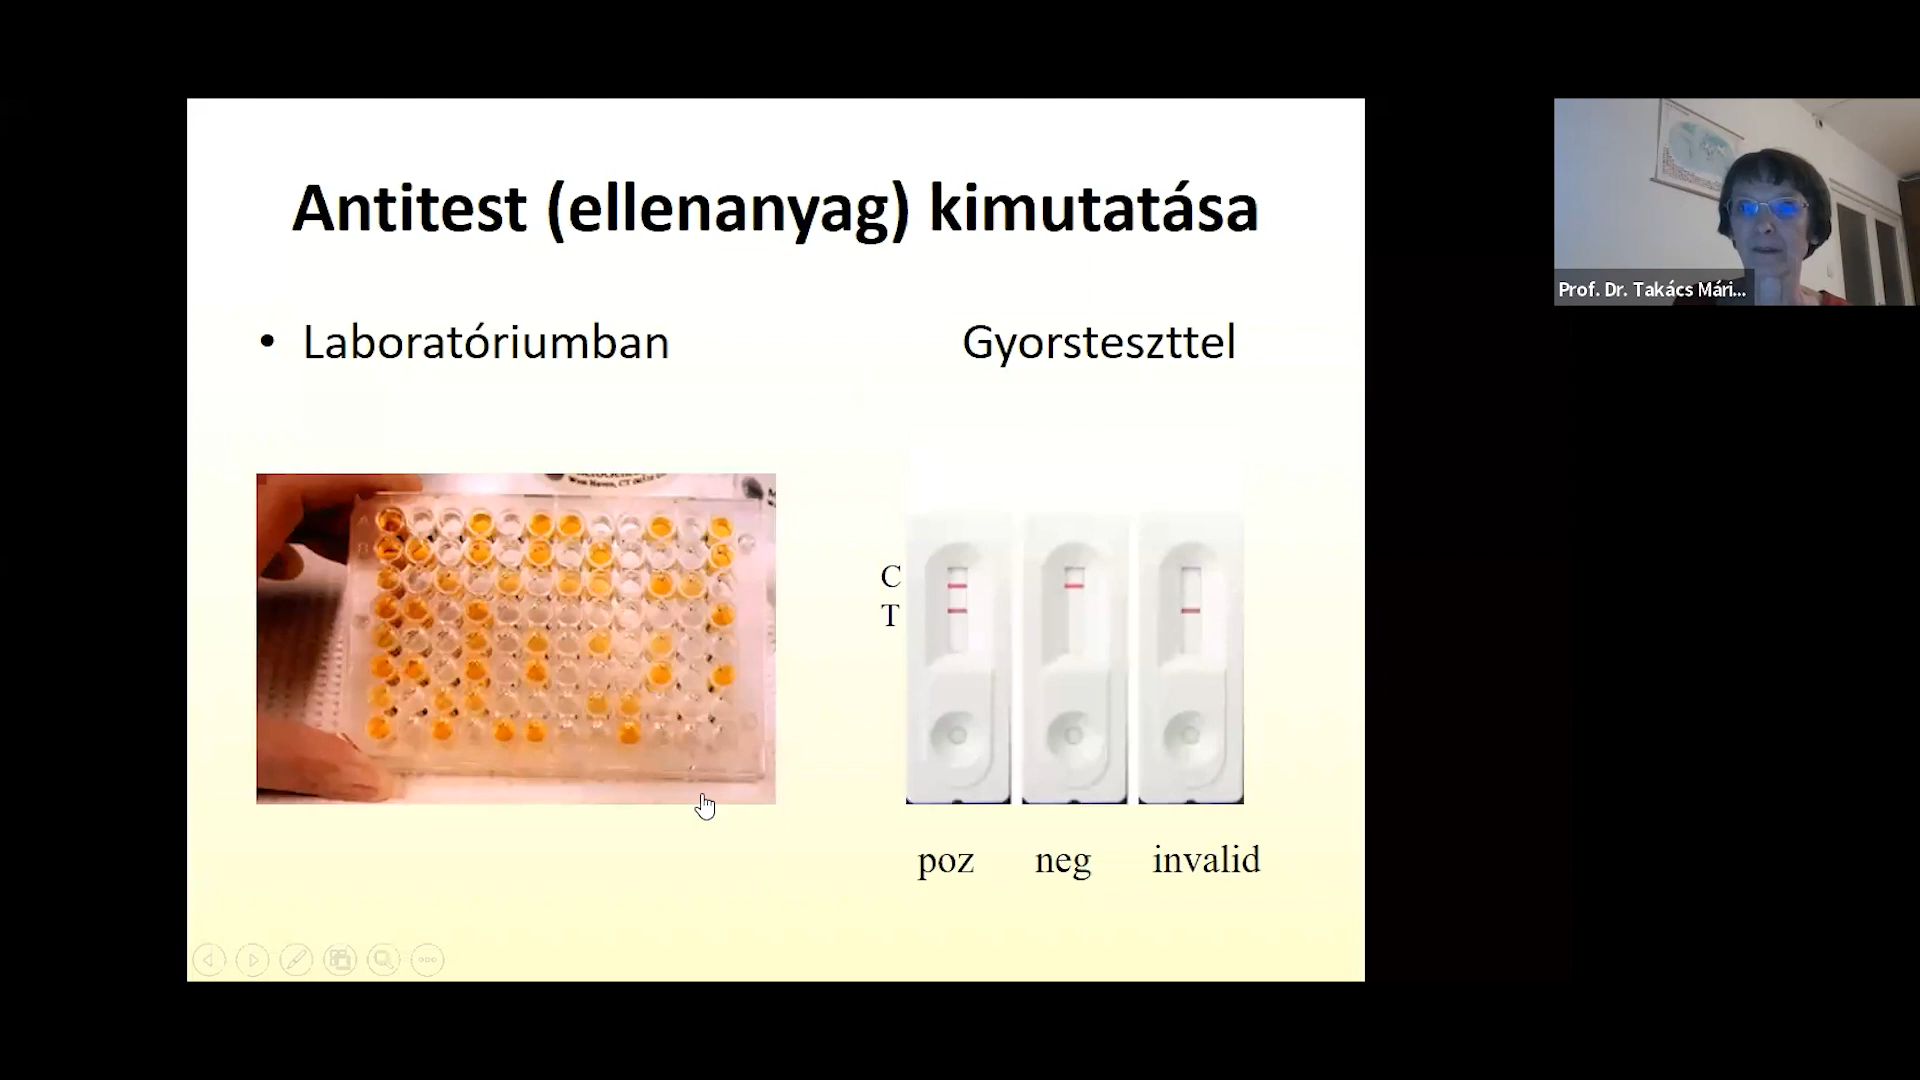 Antitest (ellenanyag) kimutatása
• Laboratóriumban
Gyorsteszttel
C
T
poz
neg
invalid
Prof. Dr. Takács Mári...